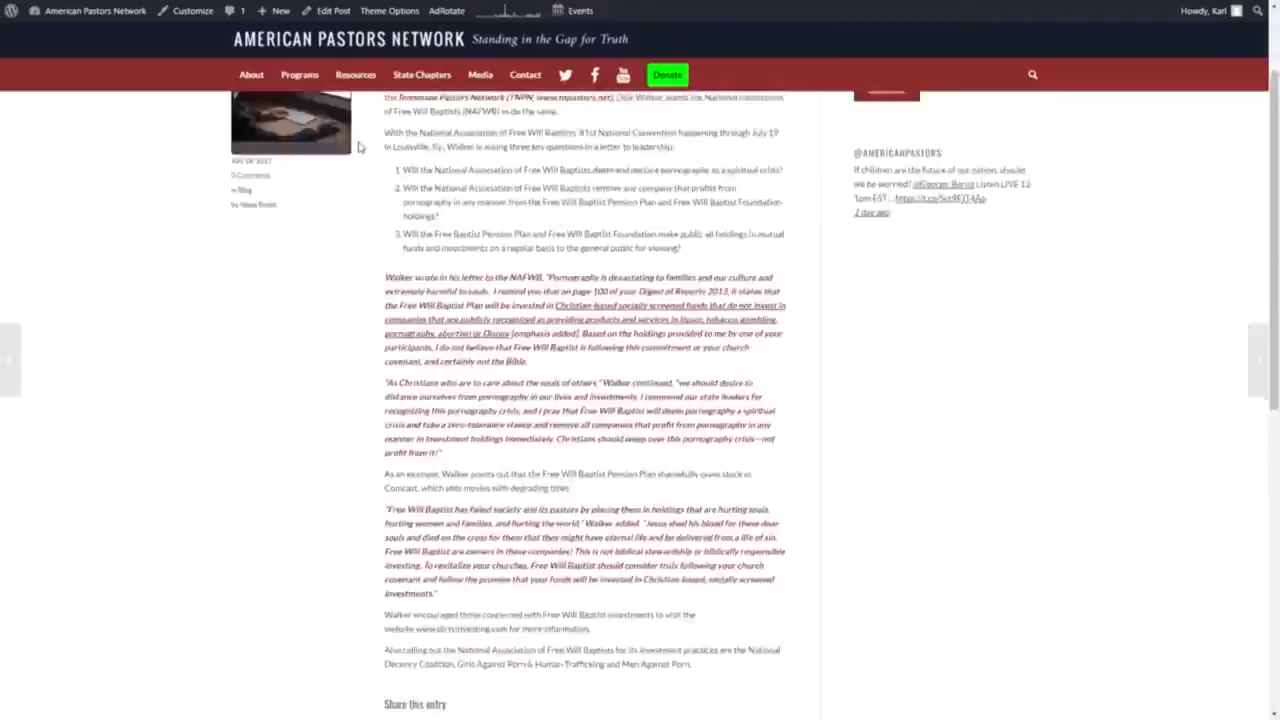 American Pastors Network Customize 1 New Edit Post Theme Options AdRotate Events Howdy, Karl
AMERICAN PASTORS NETWORK Standing in the Gap for Truth
About Programs Resources State Chapters Media Contact Donate
the Tennessee Pastors Network (TNPN, www.tnpastors.net). Now Walker wants the National Association
of Free Will Baptists (NAFWB) to do the same.
With the National Association of Free Will Baptists' 81st National Convention happening through July 19
in Louisville, Ky., Walker is asking three key questions in a letter to leadership:
1. Will the National Association of Free Will Baptists deem and declare pornography as a spiritual crisis?
2. Will the National Association of Free Will Baptists remove any company that profits from
pornography in any manner from the Free Will Baptist Pension Plan and Free Will Baptist Foundation
holdings?
3. Will the Free Baptist Pension Plan and Free Will Baptist Foundation make public all holdings in mutual
funds and investments on a regular basis to the general public for viewing?
Walker wrote in his letter to the NAFWB, "Pornography is devastating to families and our culture and
extremely harmful to souls. I remind you that on page 100 of your Digest of Reports 2013, it states that
the Free Will Baptist Plan will be invested in Christian-based socially screened funds that do not invest in
companies that are publicly recognized as providing products and services in liquor, tobacco, gambling,
pornography, abortion or Disney [emphasis added]. Based on the holdings provided to me by one of your
participants, I do not believe that Free Will Baptist is following this commitment or your church
covenant, and certainly not the Bible.
"As Christians who are to care about the souls of others," Walker continued, "we should desire to
distance ourselves from pornography in our lives and investments. I commend our state leaders for
recognizing this pornography crisis, and I pray that Free Will Baptist will deem pornography a spiritual
crisis and take a zero-tolerance stance and remove all companies that profit from pornography in any
manner in investment holdings immediately. Christians should weep over this pornography crisis—not
profit from it!"
As an example, Walker points out that the Free Will Baptist Pension Plan shamefully owns stock in
Comcast, which sells movies with degrading titles.
"Free Will Baptist has failed society and its pastors by placing them in holdings that are hurting souls,
hurting women and families, and hurting the world," Walker added. "Jesus shed his blood for these dear
souls and died on the cross for them that they might have eternal life and be delivered from a life of sin.
Free Will Baptist are owners in these companies! This is not biblical stewardship or biblically responsible
investing. To revitalize your churches, Free Will Baptist should consider truly following your church
covenant and follow the promise that your funds will be invested in Christian-based, socially screened
investments."
Walker encouraged those concerned with Free Will Baptist investments to visit the
website for more information.
Also calling out the National Association of Free Will Baptists for its investment practices are the National
Decency Coalition, Girls Against Porn & Human Trafficking and Men Against Porn.
Share this entry
0 Comments
in Blog
by
@AMERICANPASTORS
If children are the future of our nation, should
we be worried? @George Barna Listen LIVE 12-
1pm EST...
1 day ago